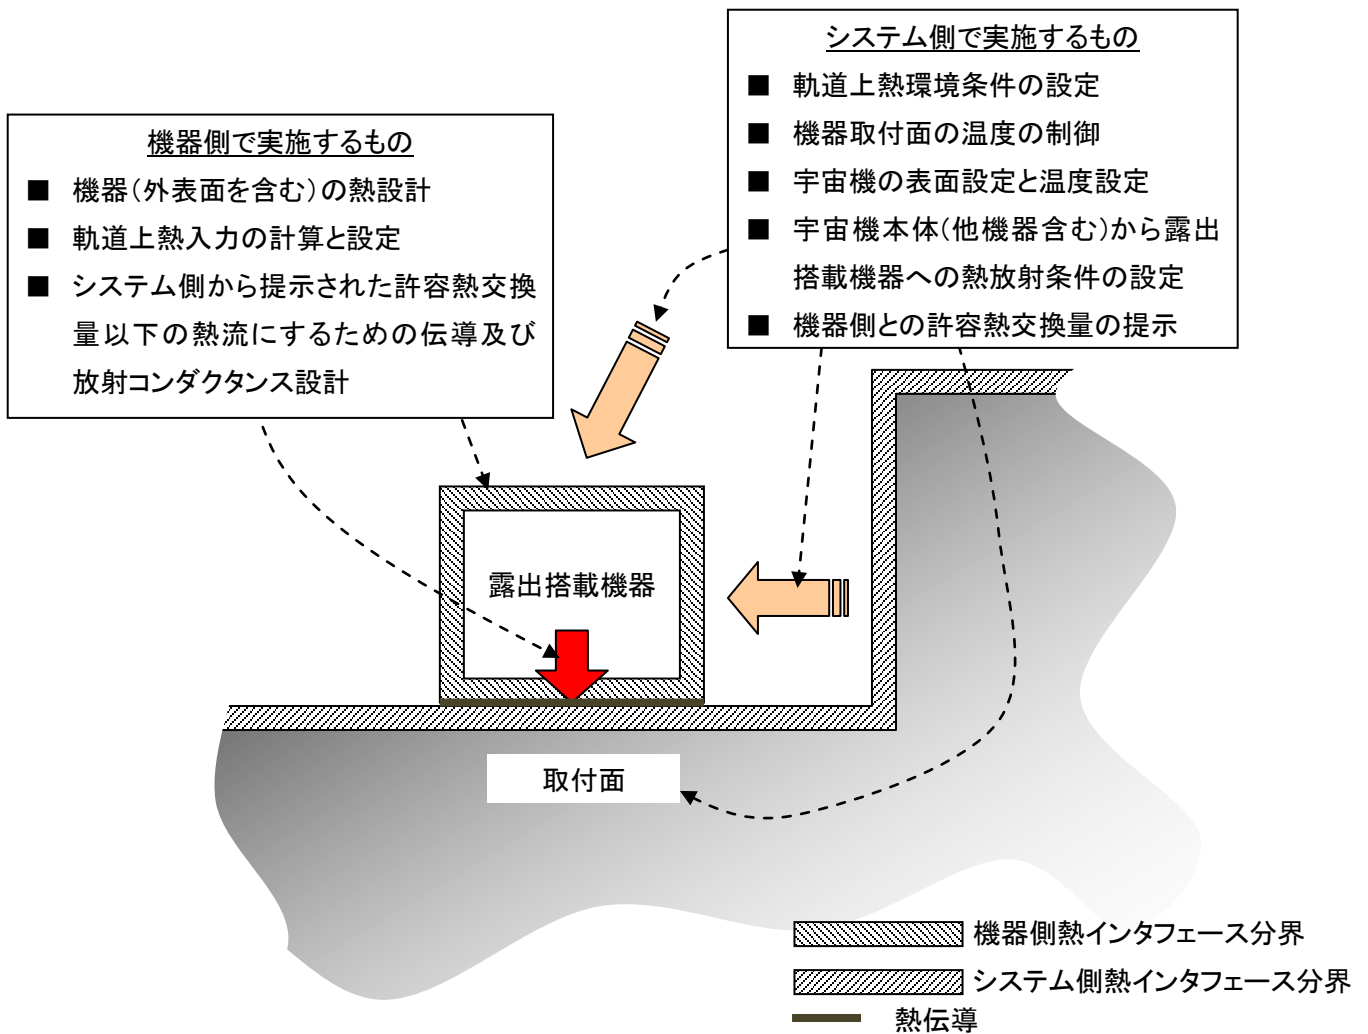 システム側で実施するもの
■ 軌道上熱環境条件の設定
■ 機器取付面の温度の制御
■ 宇宙機の表面設定と温度設定
■ 宇宙機本体(他機器含む)から露出
搭載機器への熱放射条件の設定
■ 機器側との許容熱交換量の提示
機器側で実施するもの
■ 機器(外表面を含む)の熱設計
■ 軌道上熱入力の計算と設定
■ システム側から提示された許容熱交換
量以下の熱流にするための伝導及び
放射コンダクタンス設計
露出搭載機器
取付面
機器側熱インタフェース分界
システム側熱インタフェース分界
熱伝導